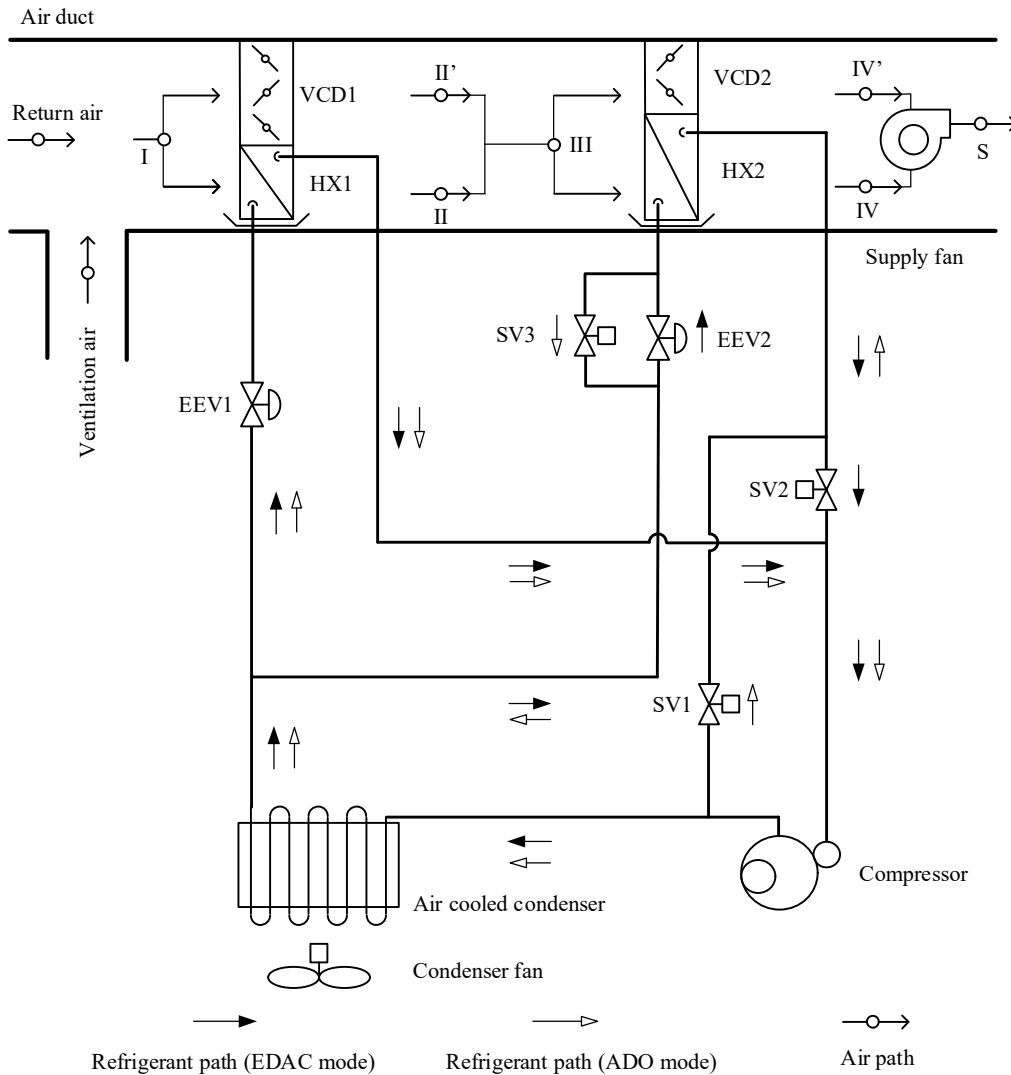 Air duct
VCD1
II’
VCD2
IV’
Return air
I
III
S
HX1
HX2
II
IV
Supply fan
Ventilation air
SV3
EEV2
EEV1
SV2
SV1
Compressor
Air cooled condenser
Condenser fan
Refrigerant path (EDAC mode)
Refrigerant path (ADO mode)
Air path